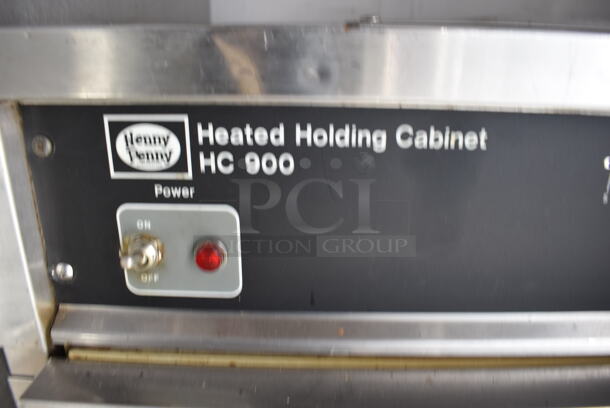 Henny Penny
Heated Holding Cabinet
HC 900
Power
ON
OFF
PCI
AUCTION GROUP